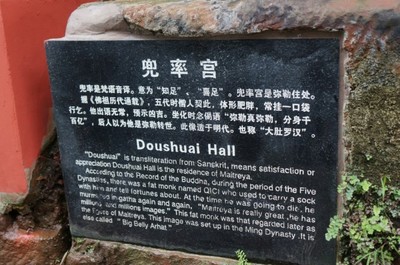 兜率宫
兜率是梵语音译。意为“知足”、“喜足”。兜率宫是弥勒住处。
据《佛祖历代通载》，五代时僧人契此，体形肥胖，常挂一口袋
行乞。他出语无常，预示凶吉。坐化时念偈语“弥勒真弥勒，分身千
百亿”，后人以为他是弥勒转世。此像造于明代。也称“大肚罗汉”。
Doushuai Hall
"Doushuai" is transliteration from Sanskrit, means satisfaction or
appreciation Doushuai Hall is the residence of Maitreya.
According to the Record of the Buddha, during the period of the Five
Dynasties, there was a fat monk named QICI who used to carry a sock
with him and tell fortunes about. At the time he was going to die, he
chants in gatha again and again, "Maitreya is really great ,he has
millions and millions images." This fat monk was that regarded later as
the figure of Maitreya. This image was set up in the Ming Dynasty .It is
also called " Big Belly Arhat."